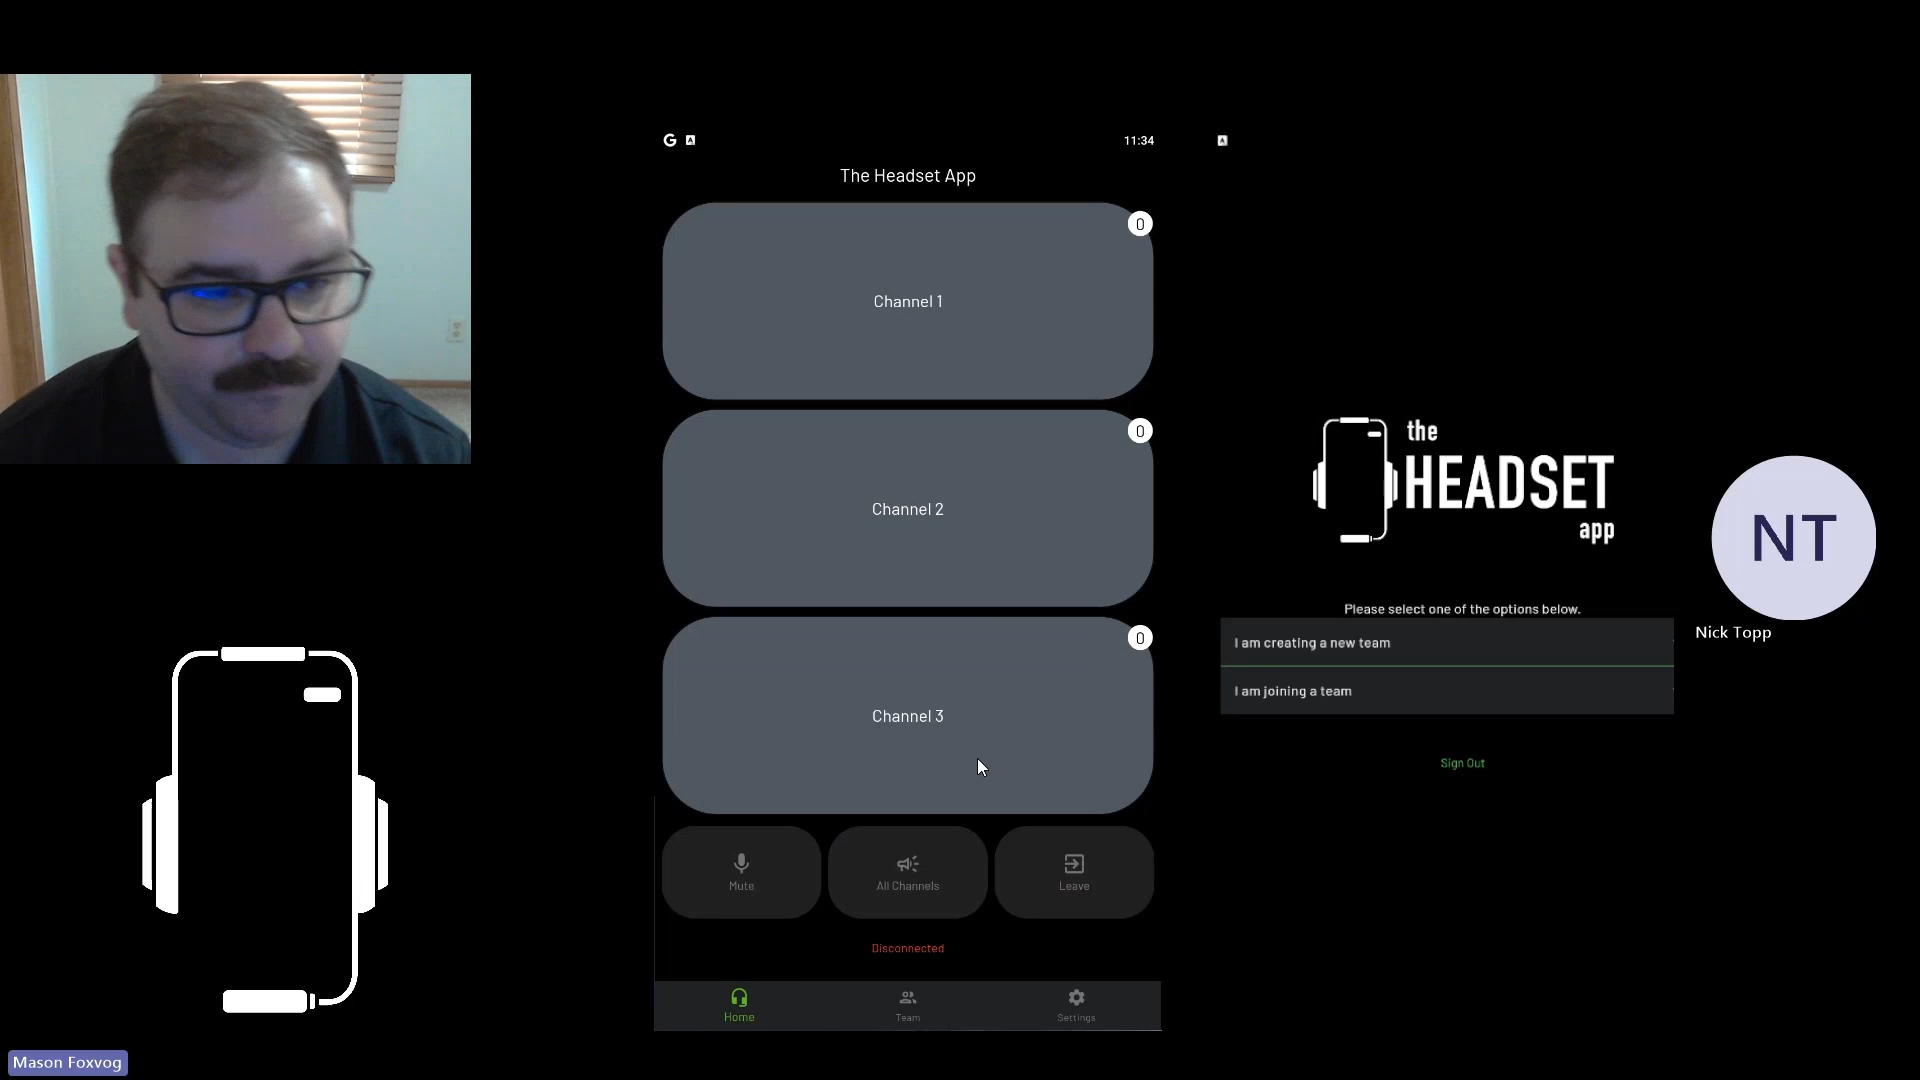 11:34
The Headset App
0
Channel 1
0
Channel 2
0
Channel 3
Mute
All Channels
Leave
Disconnected
Home
Team
Settings
the
HEADSET
app
Please select one of the options below.
I am creating a new team
I am joining a team
Sign Out
NT
Nick Topp
Mason Foxvog